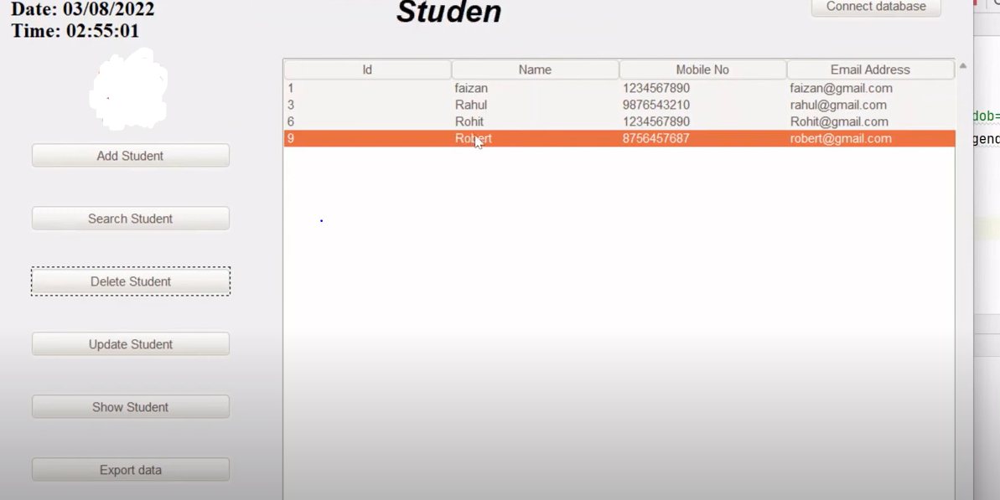 Date: 03/08/2022
Time: 02:55:01
Studen
Connect database
Add Student
Search Student
Delete Student
Update Student
Show Student
Export data
Id Name Mobile No Email Address
1 faizan 1234567890 faizan@gmail.com
3 Rahul 9876543210 rahul@gmail.com
6 Rohit 1234567890 Rohit@gmail.com
9 Robert 8756457687 robert@gmail.com
dob=
gend